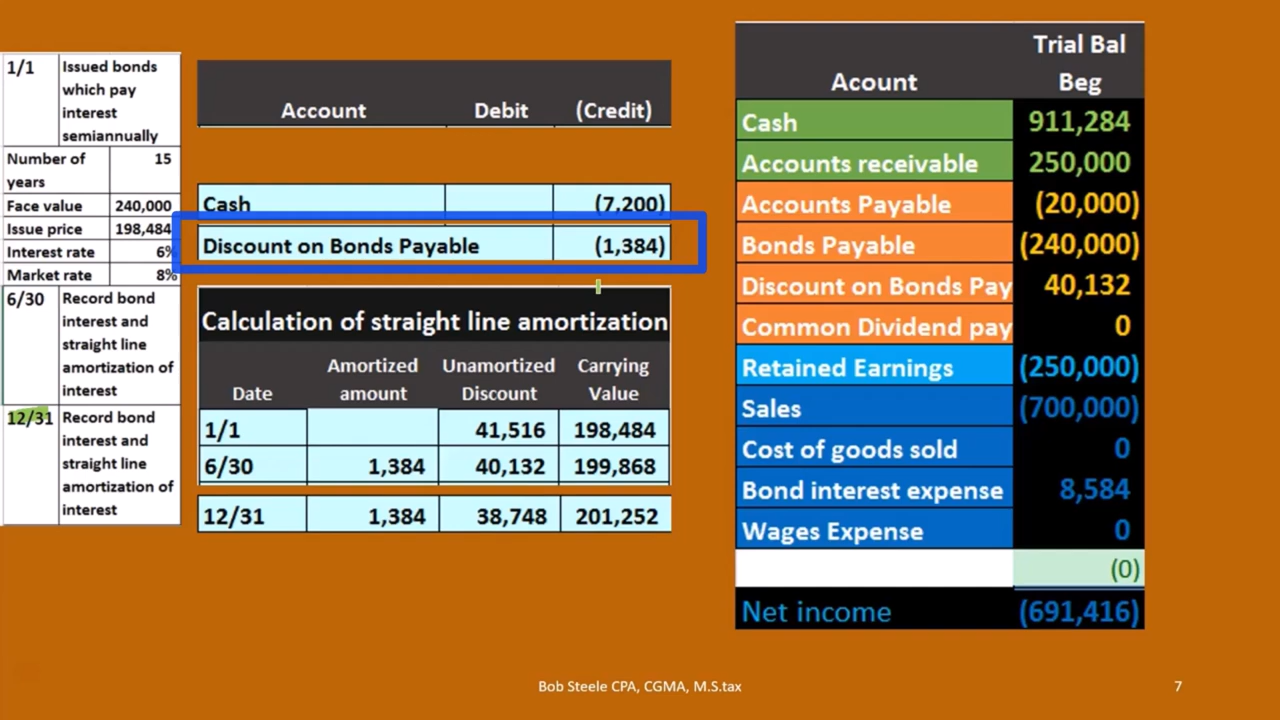 1/1 Issued bonds
which pay
interest
semiannually
Number of 15
years
Face value 240,000
Issue price 198,484
Interest rate 6%
Market rate 8%
6/30 Record bond
interest and
straight line
amortization of
interest
12/31 Record bond
interest and
straight line
amortization of
interest
Account Debit (Credit)
Cash (7,200)
Discount on Bonds Payable (1,384)
Calculation of straight line amortization
Amortized Unamortized Carrying
Date amount Discount Value
1/1 41,516 198,484
6/30 1,384 40,132 199,868
12/31 1,384 38,748 201,252
Trial Bal
Acount Beg
Cash 911,284
Accounts receivable 250,000
Accounts Payable (20,000)
Bonds Payable (240,000)
Discount on Bonds Pay 40,132
Common Dividend pay 0
Retained Earnings (250,000)
Sales (700,000)
Cost of goods sold 0
Bond interest expense 8,584
Wages Expense 0
(0)
Net income (691,416)
Bob Steele CPA, CGMA, M.S.tax 7